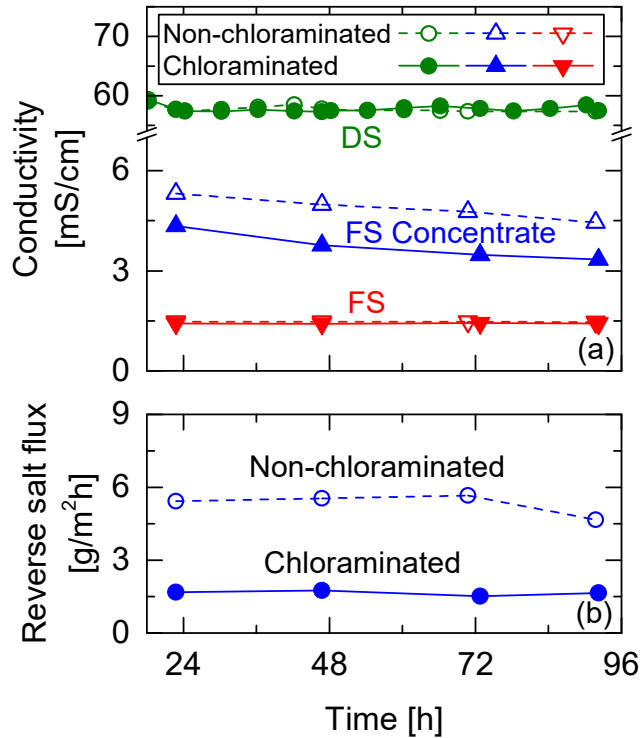 75
Non-chloraminated
Chloraminated
60
DS
6
FS Concentrate
3
FS
0
(a)
Conductivity
[mS/cm]
9
Non-chloraminated
6
Chloraminated
3
0
(b)
Reverse salt flux
[g/m²h]
24 48 72 96
Time [h]